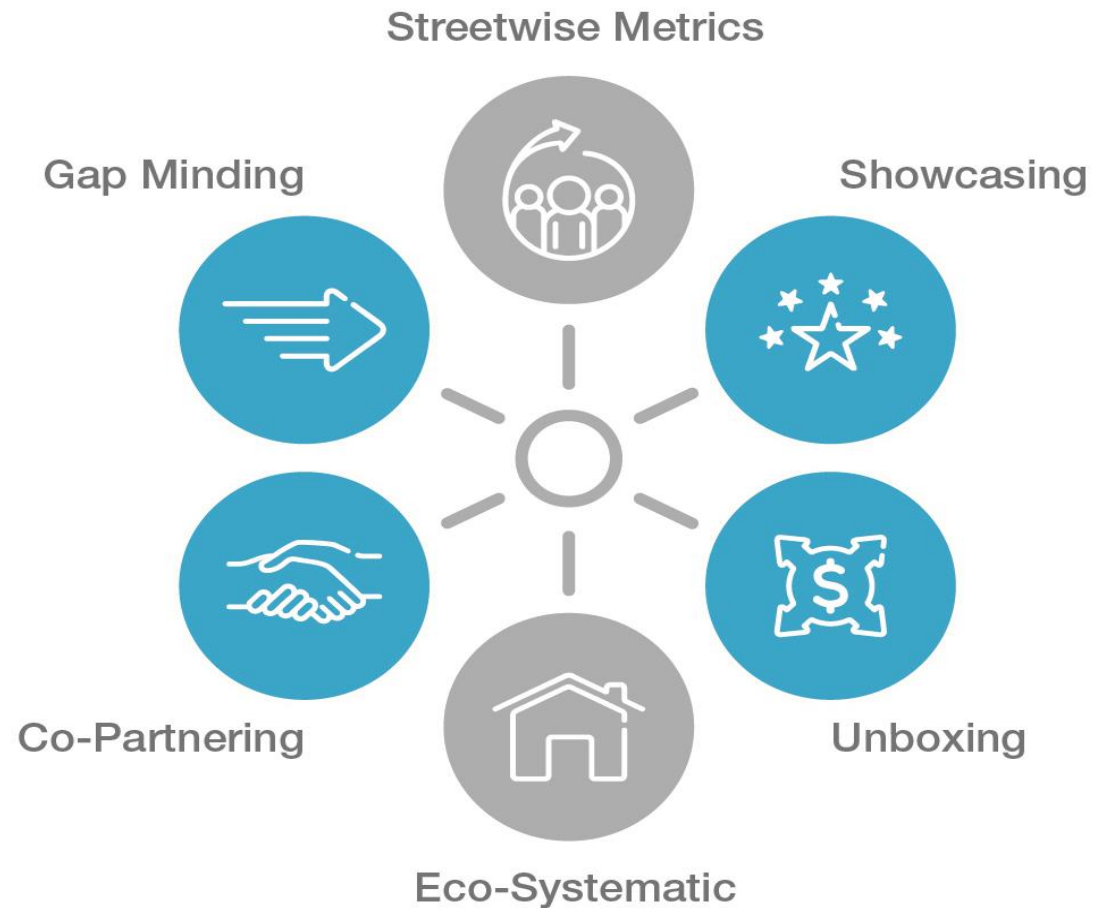 Streetwise Metrics
Gap Minding
Showcasing
$
Co-Partnering
Unboxing
Eco-Systematic